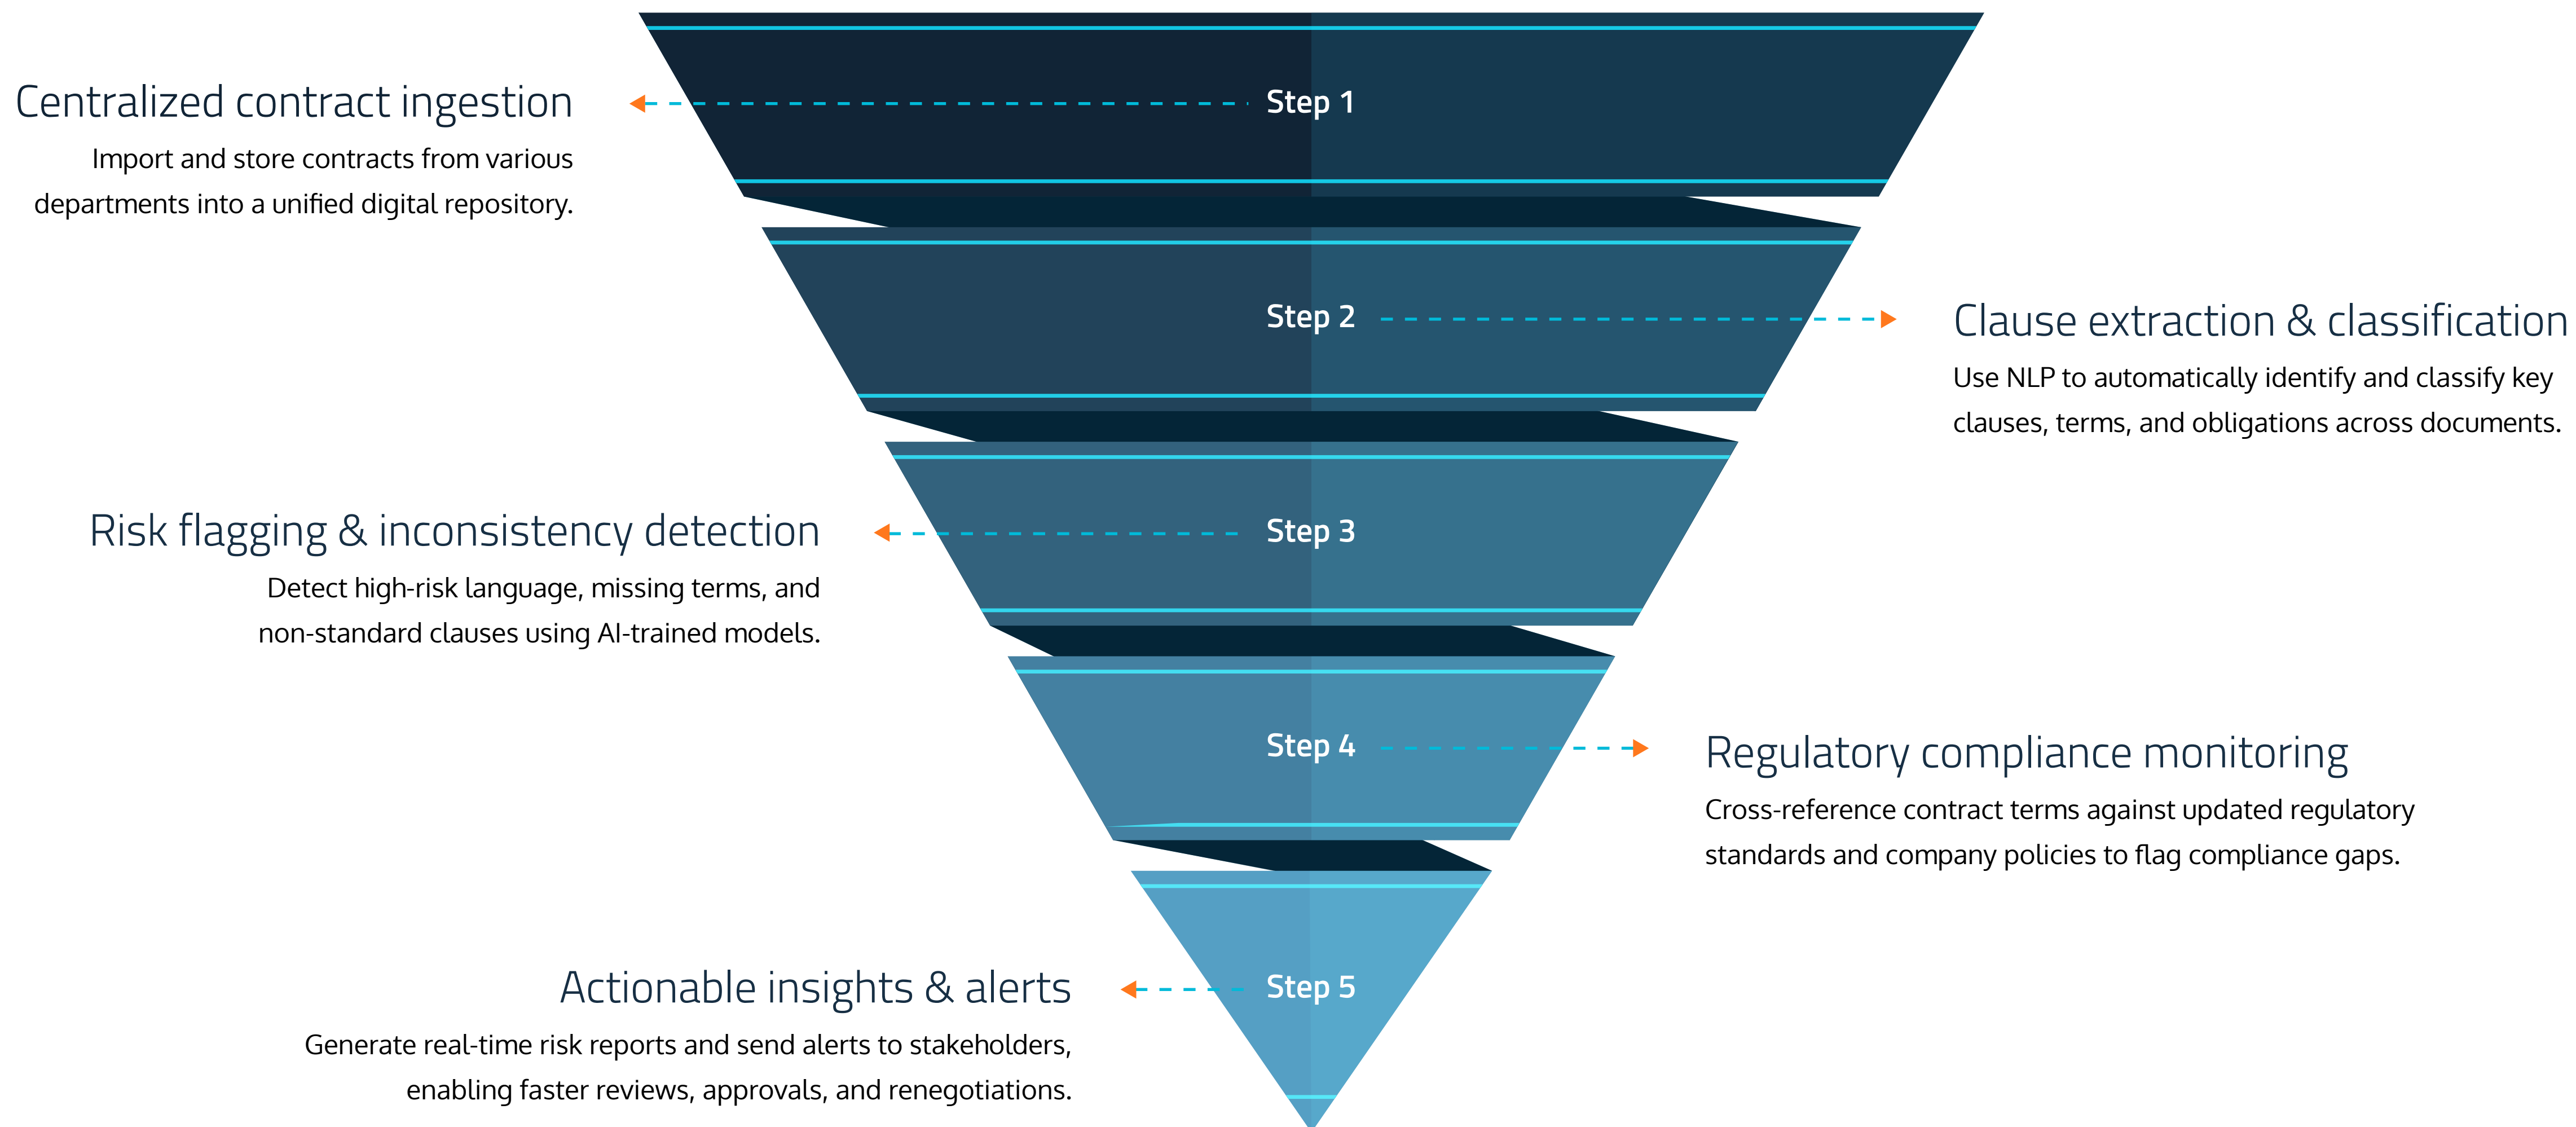 Step 1
Centralized contract ingestion
Import and store contracts from various
departments into a unified digital repository.
Step 2
Clause extraction & classification
Use NLP to automatically identify and classify key
clauses, terms, and obligations across documents.
Step 3
Risk flagging & inconsistency detection
Detect high-risk language, missing terms, and
non-standard clauses using AI-trained models.
Step 4
Regulatory compliance monitoring
Cross-reference contract terms against updated regulatory
standards and company policies to flag compliance gaps.
Step 5
Actionable insights & alerts
Generate real-time risk reports and send alerts to stakeholders,
enabling faster reviews, approvals, and renegotiations.